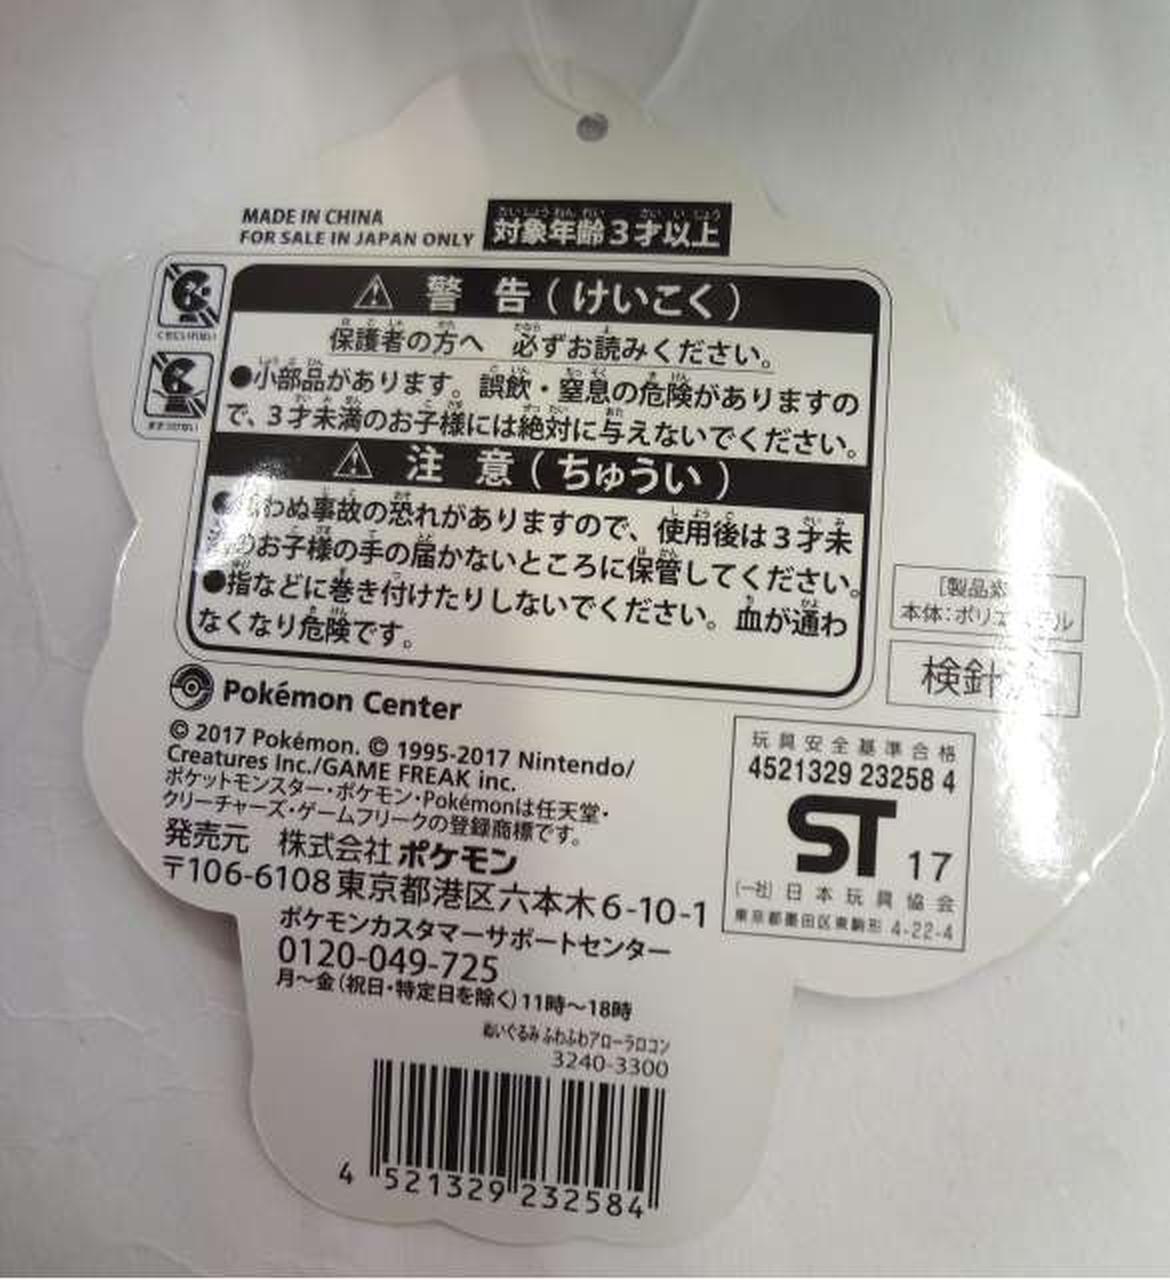 MADE IN CHINA
FOR SALE IN JAPAN ONLY
対象年齢3才以上
警告(けいこく)
保護者の方へ 必ずお読みください。
●小部品があります。誤飲・窒息の危険がありますの
で、3才未満のお子様には絶対に与えないでください。
注意(ちゅうい)
わぬ事故の恐れがありますので、使用後は3才未
のお子様の手の届かないところに保管してください。
●指などに巻き付けたりしないでください。血が通わ
なくなり危険です。
[製品
本体:ポリエ
検針
Pokémon Center
© 2017 Pokémon. © 1995-2017 Nintendo/
Creatures Inc./GAME FREAK inc.
ポケットモンスター・ポケモン・Pokémonは任天堂・
クリーチャーズ・ゲームフリークの登録商標です。
発売元 株式会社ポケモン
〒106-6108東京都港区六本木6-10-1
ポケモンカスタマーサポートセンター
0120-049-725
月~金(祝日・特定日を除く)11時~18時
玩具安全基準合格
4521329 23258 4
ST 17
(一社)日本玩具協会
東京都墨田区東駒形 4-22-4
ぬいぐるみ ふわふわアローラロコン
3240-3300
4 521329 232584